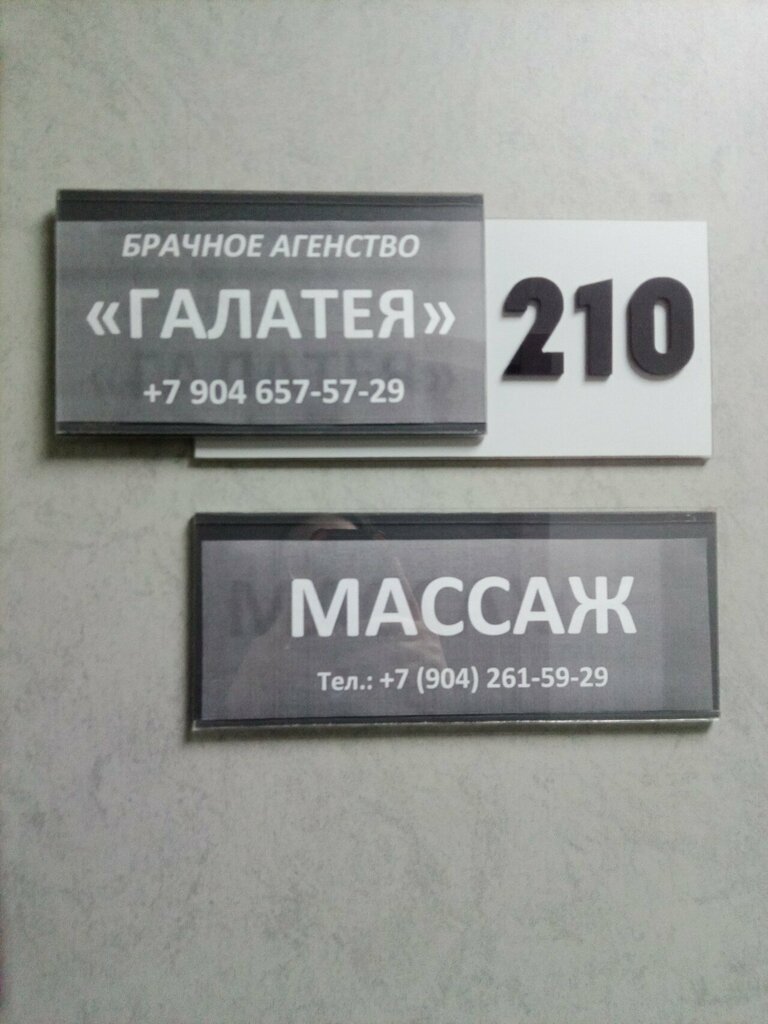 БРАЧНОЕ АГЕНСТВО
«ГАЛАТЕЯ»
+7 904 657-57-29
210
МАССАЖ
Тел.: +7 (904) 261-59-29